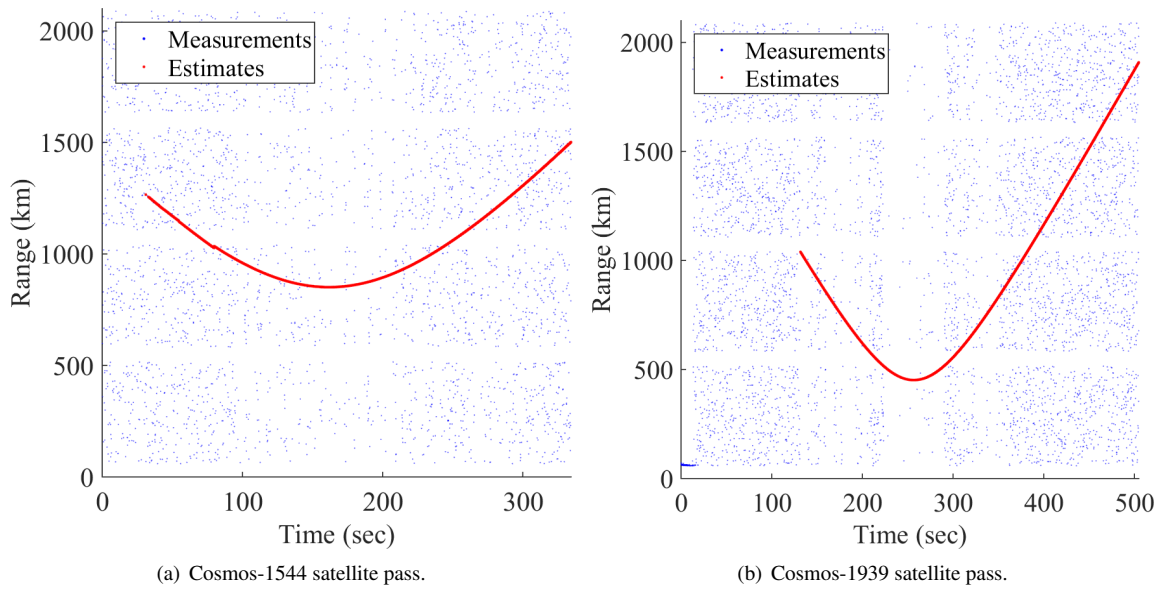 2000
1500
1000
500
0
Range (km)
Measurements
Estimates
0
100
200
300
Time (sec)
(a) Cosmos-1544 satellite pass.
2000
1500
1000
500
0
Range (km)
Measurements
Estimates
0
100
200
300
400
500
Time (sec)
(b) Cosmos-1939 satellite pass.